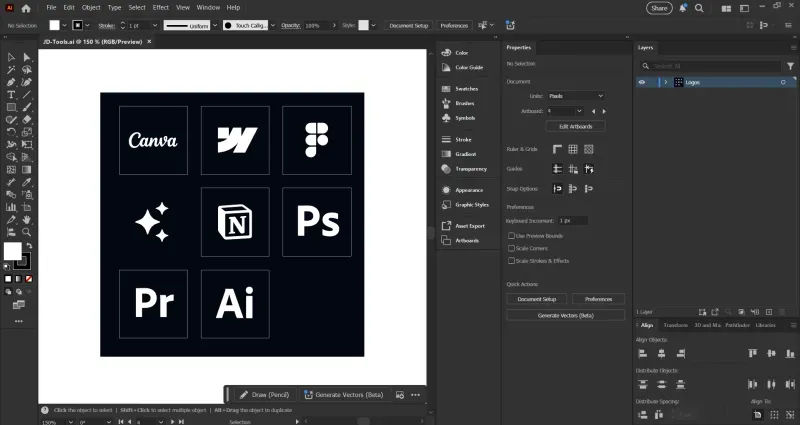 Ai File Edit Object Type Select Effect View Window Help Share
No Selection Stroke: 1 pt Uniform Touch Callig... Opacity: 100% Style: Document Setup Preferences
JD-Tools.ai @ 150 % (RGB/Preview) ×
Color
Color Guide
Swatches
Brushes
Symbols
Stroke
Gradient
Transparency
Appearance
Graphic Styles
Asset Export
Artboards
Properties
No Selection
Document
Units: Pixels
Artboard: 4
Edit Artboards
Ruler & Grids
Guides
Snap Options
Preferences
Keyboard Increment: 1 px
Use Preview Bounds
Scale Corners
Scale Strokes & Effects
Quick Actions
Document Setup Preferences
Generate Vectors (Beta)
Layers
Search All
Logos
1 Layer
Align Transform 3D and Ma Pathfinder Libraries
Align Objects:
Distribute Objects:
Distribute Spacing: Align To:
Canva
N Ps
Pr Ai
Draw (Pencil) Generate Vectors (Beta)
Click the object to select | Shift+Click to select multiple object | Alt+Drag the object to duplicate
150% 0° 4 Selection